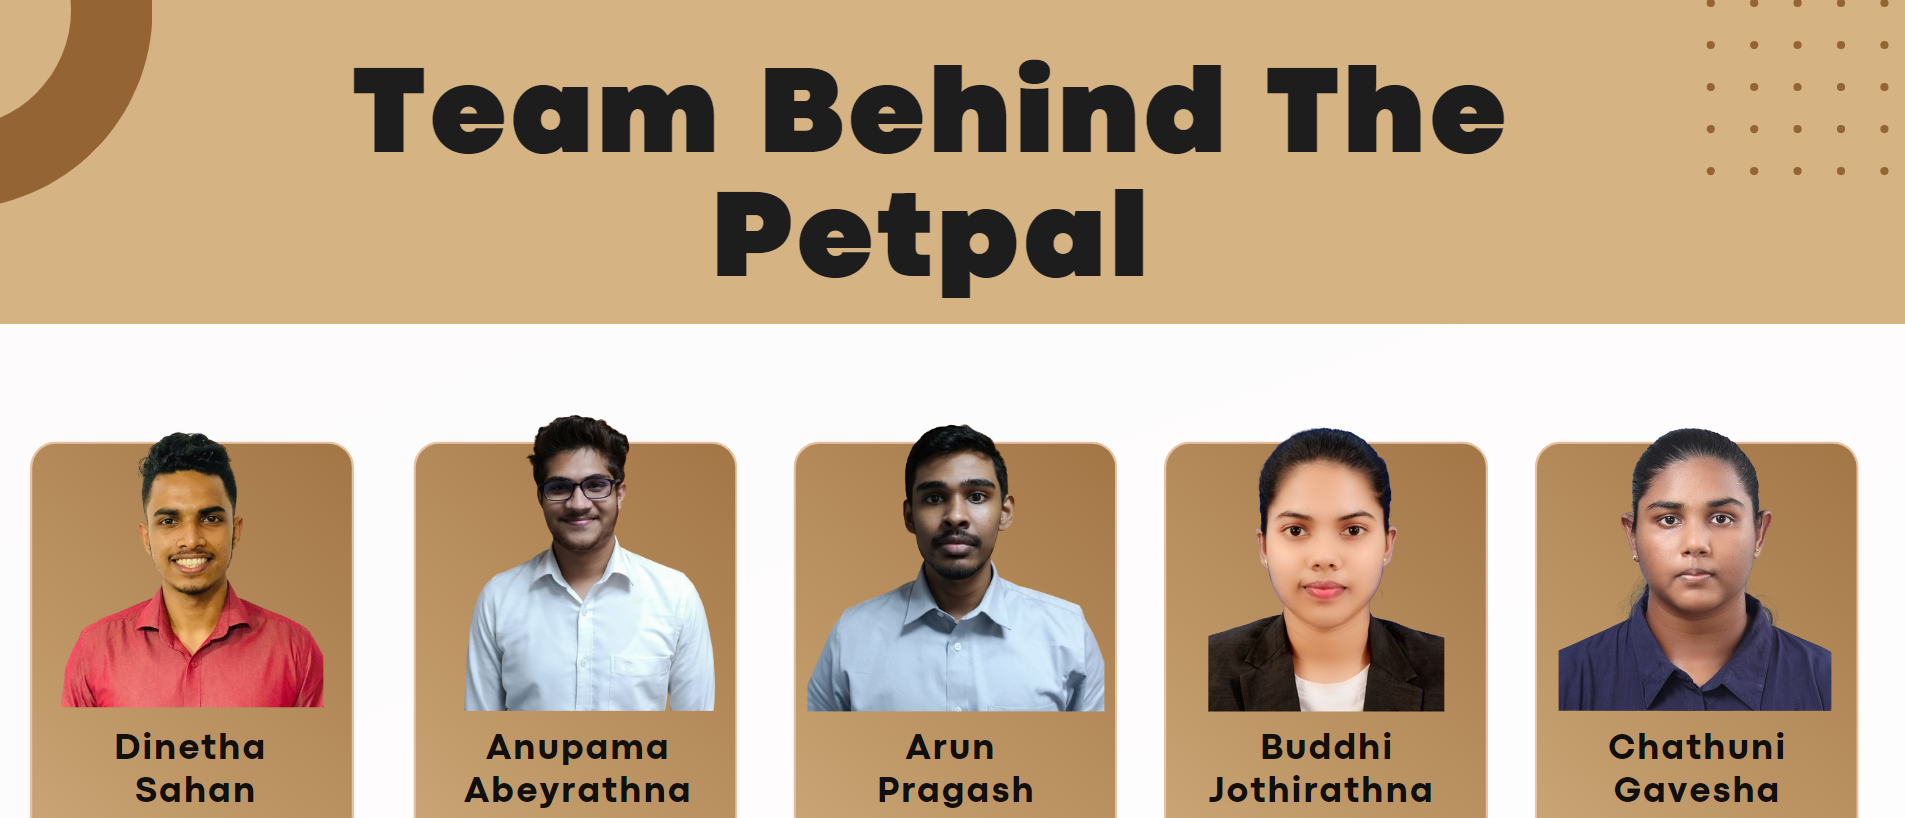 Team Behind The
Petpal
Dinetha
Sahan
Anupama
Abeyrathna
Arun
Pragash
Buddhi
Jothirathna
Chathuni
Gavesha